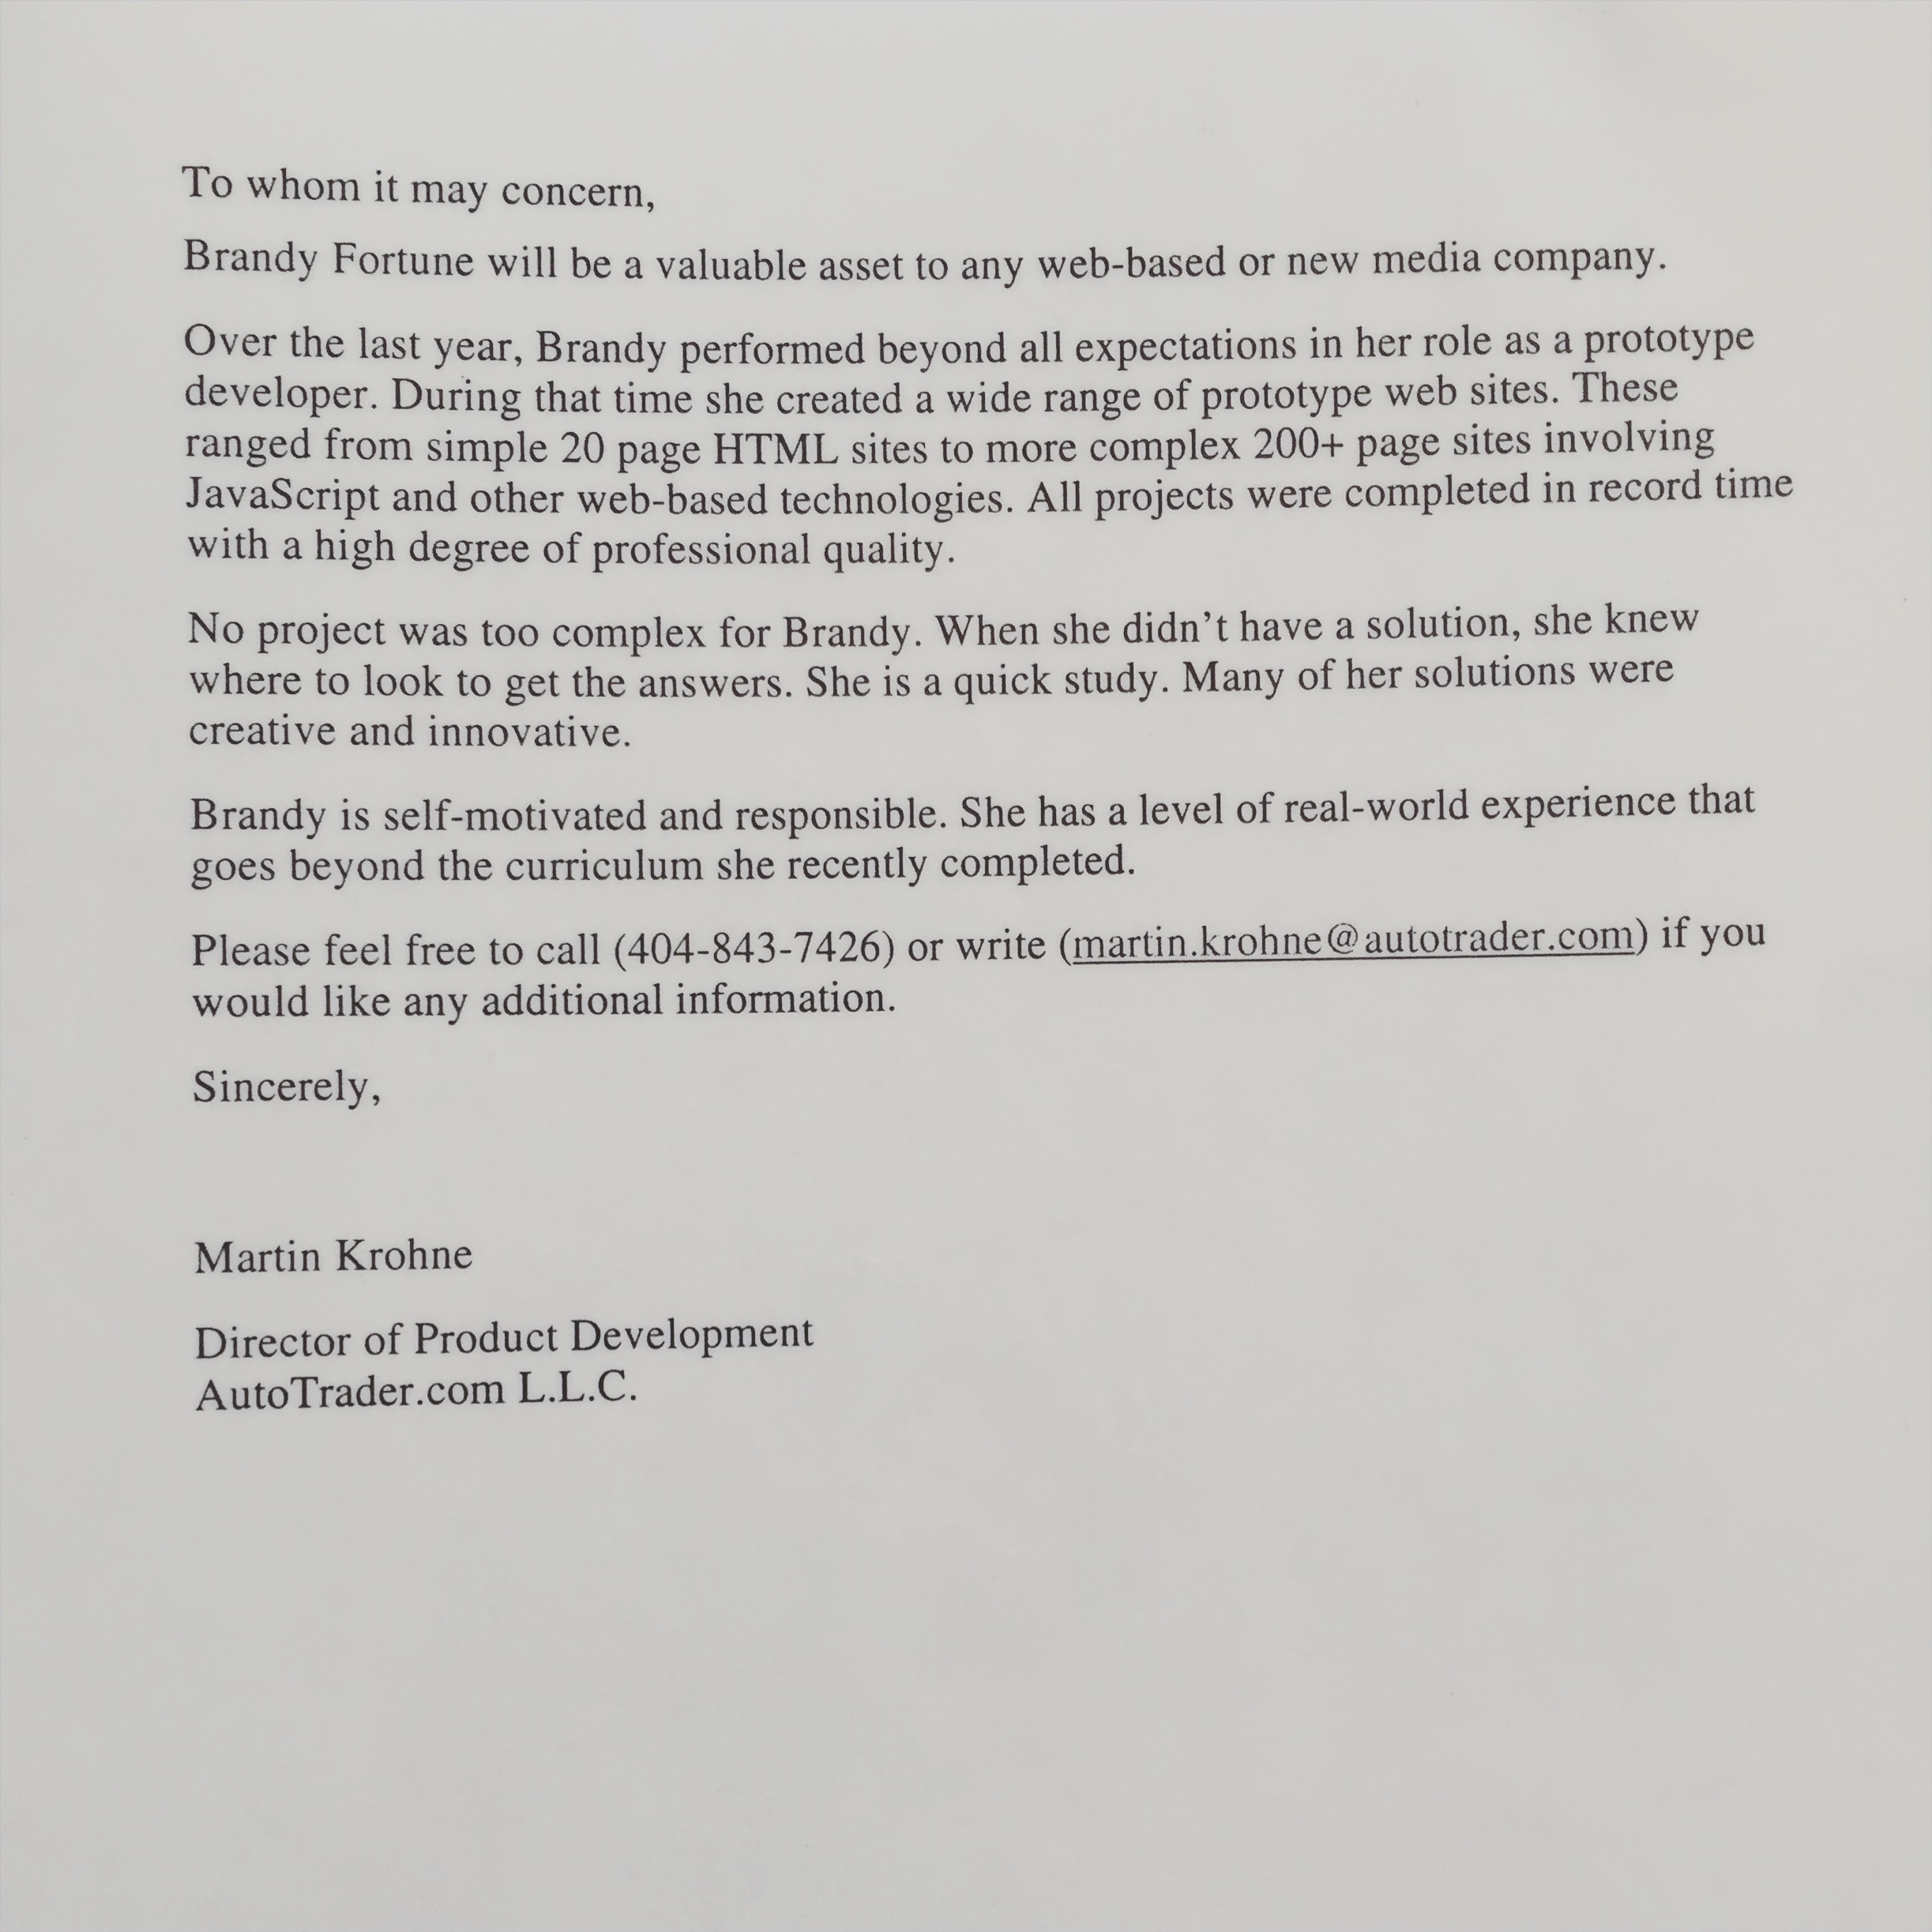 To whom it may concern,
Brandy Fortune will be a valuable asset to any web-based or new media company.
Over the last year, Brandy performed beyond all expectations in her role as a prototype
developer. During that time she created a wide range of prototype web sites. These
ranged from simple 20 page HTML sites to more complex 200+ page sites involving
JavaScript and other web-based technologies. All projects were completed in record time
with a high degree of professional quality.
No project was too complex for Brandy. When she didn't have a solution, she knew
where to look to get the answers. She is a quick study. Many of her solutions were
creative and innovative.
Brandy is self-motivated and responsible. She has a level of real-world experience that
goes beyond the curriculum she recently completed.
Please feel free to call (404-843-7426) or write (martin.krohne@autotrader.com) if you
would like any additional information.
Sincerely,
Martin Krohne
Director of Product Development
AutoTrader.com L.L.C.